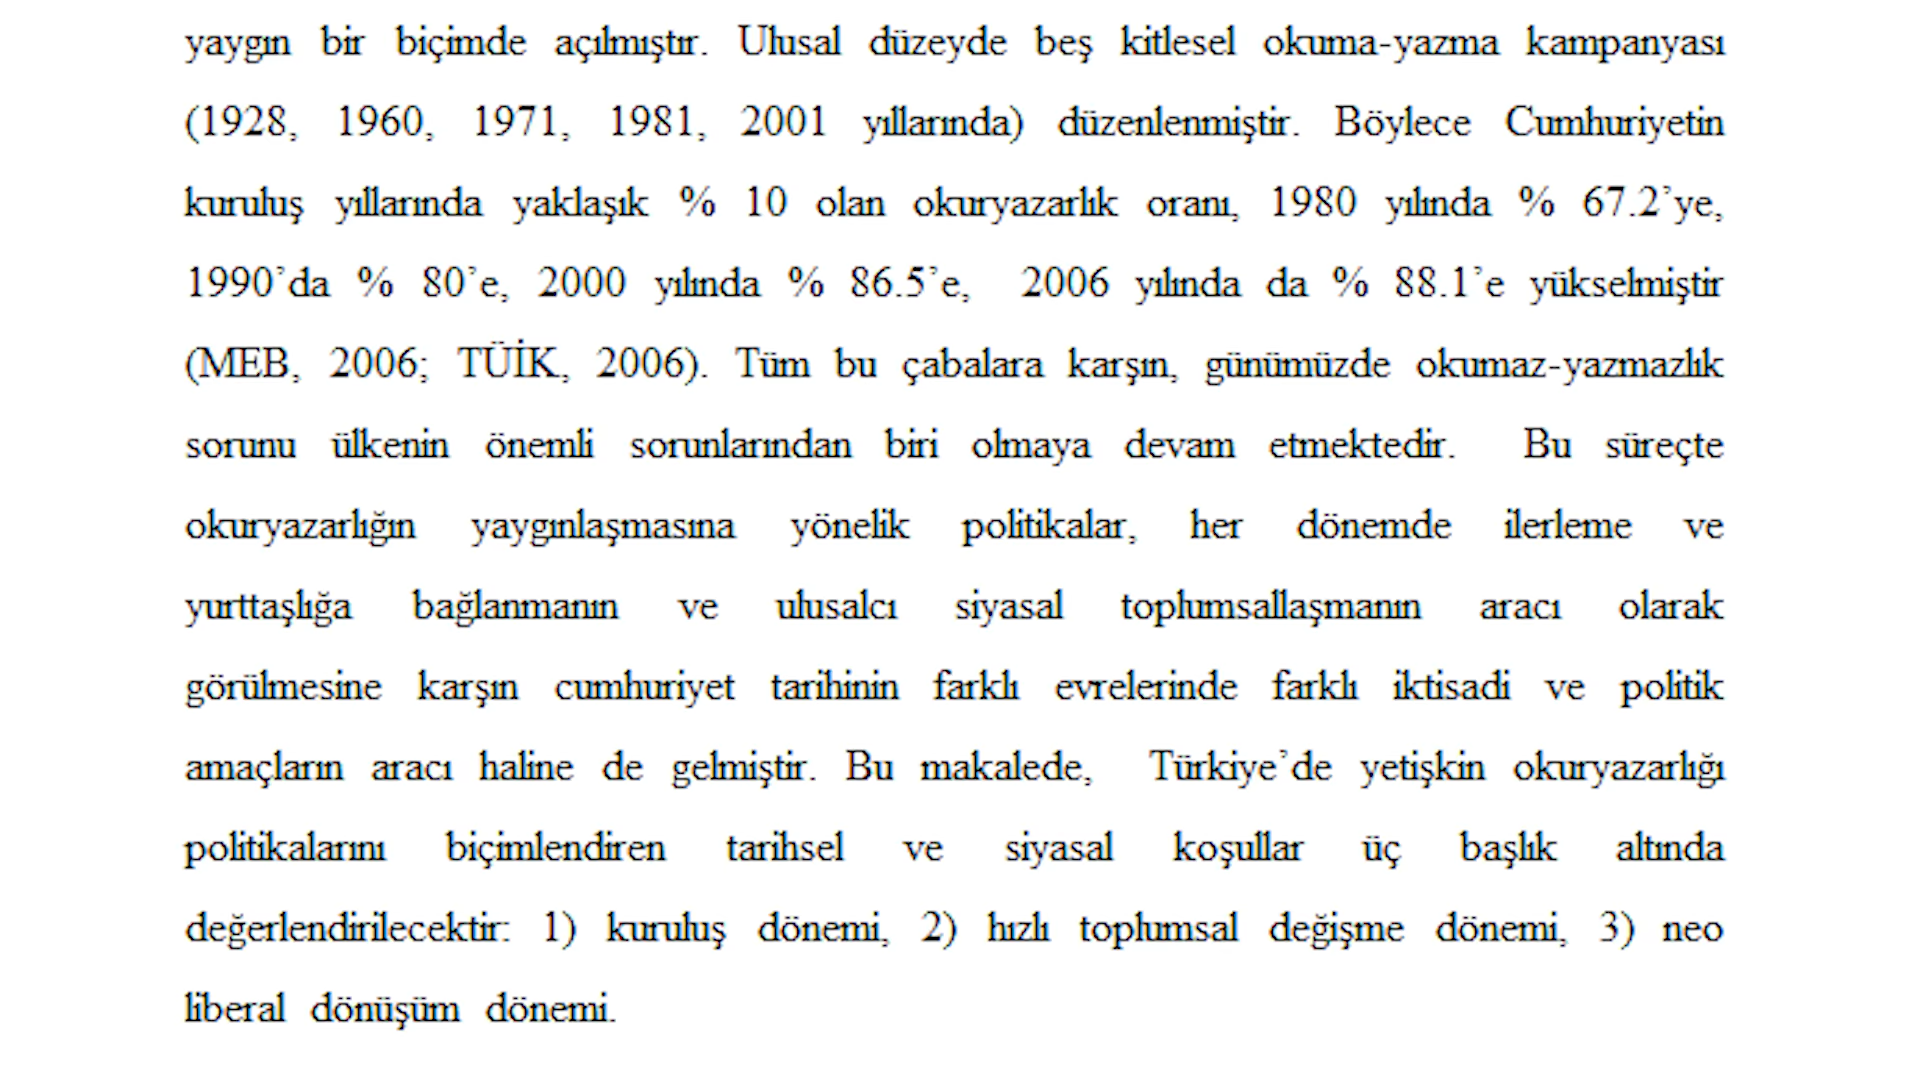 yaygın bir biçimde açılmıştır. Ulusal düzeyde beş kitlesel okuma-yazma kampanyası
(1928, 1960, 1971, 1981, 2001 yıllarında) düzenlenmiştir. Böylece Cumhuriyetin
kuruluş yıllarında yaklaşık % 10 olan okuryazarlık oranı, 1980 yılında % 67.2’ye,
1990’da % 80’e, 2000 yılında % 86.5’e, 2006 yılında da % 88.1’e yükselmiştir
(MEB, 2006; TÜİK, 2006). Tüm bu çabalara karşın, günümüzde okumaz-yazmazlık
sorunu ülkenin önemli sorunlarından biri olmaya devam etmektedir. Bu süreçte
okuryazarlığın yaygınlaşmasına yönelik politikalar, her dönemde ilerleme ve
yurttaşlığa bağlanmanın ve ulusalcı siyasal toplumsallaşmanın aracı olarak
görülmesine karşın cumhuriyet tarihinin farklı evrelerinde farklı iktisadi ve politik
amaçların aracı haline de gelmiştir. Bu makalede, Türkiye’de yetişkin okuryazarlığı
politikalarını biçimlendiren tarihsel ve siyasal koşullar üç başlık altında
değerlendirilecektir: 1) kuruluş dönemi, 2) hızlı toplumsal değişme dönemi, 3) neo
liberal dönüşüm dönemi.